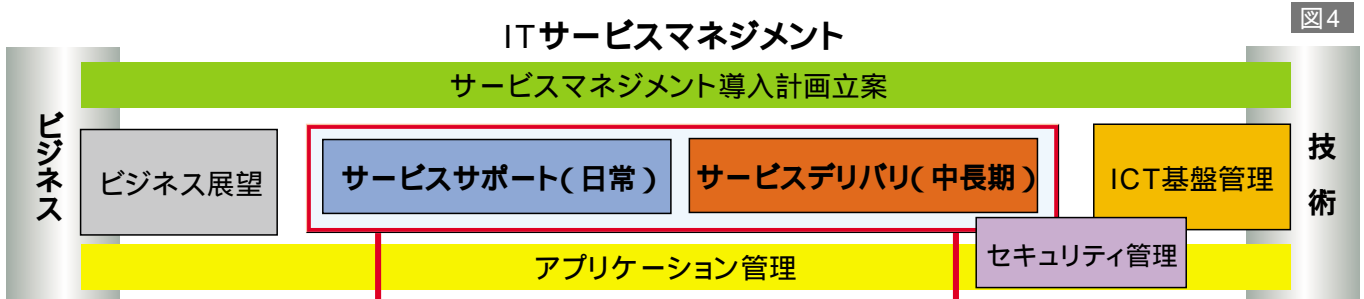 図4
ITサービスマネジメント
サービスマネジメント導入計画立案
ビジネス
ビジネス展望
サービスサポート(日常)
サービスデリバリ(中長期)
ICT基盤管理
技術
セキュリティ管理
アプリケーション管理